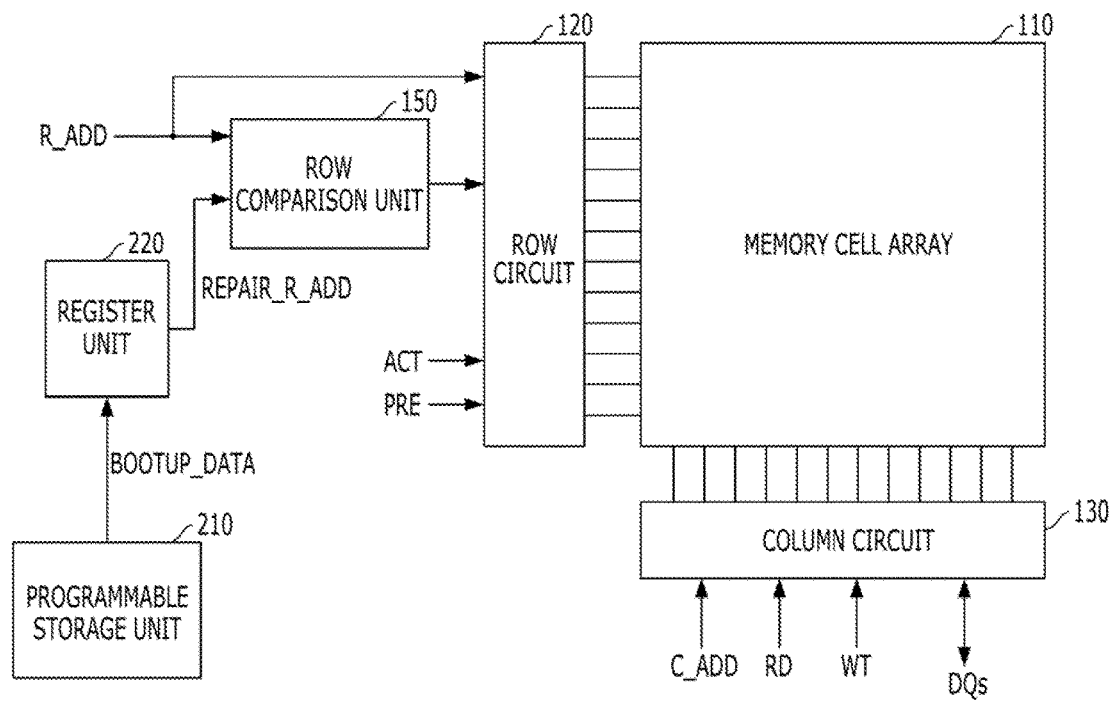 120
110
150
R_ADD
ROW
COMPARISON UNIT
ROW
CIRCUIT
MEMORY CELL ARRAY
220
REGISTER
UNIT
REPAIR_R_ADD
ACT
PRE
BOOTUP_DATA
210
PROGRAMMABLE
STORAGE UNIT
130
COLUMN CIRCUIT
C_ADD
RD
WT
DQs